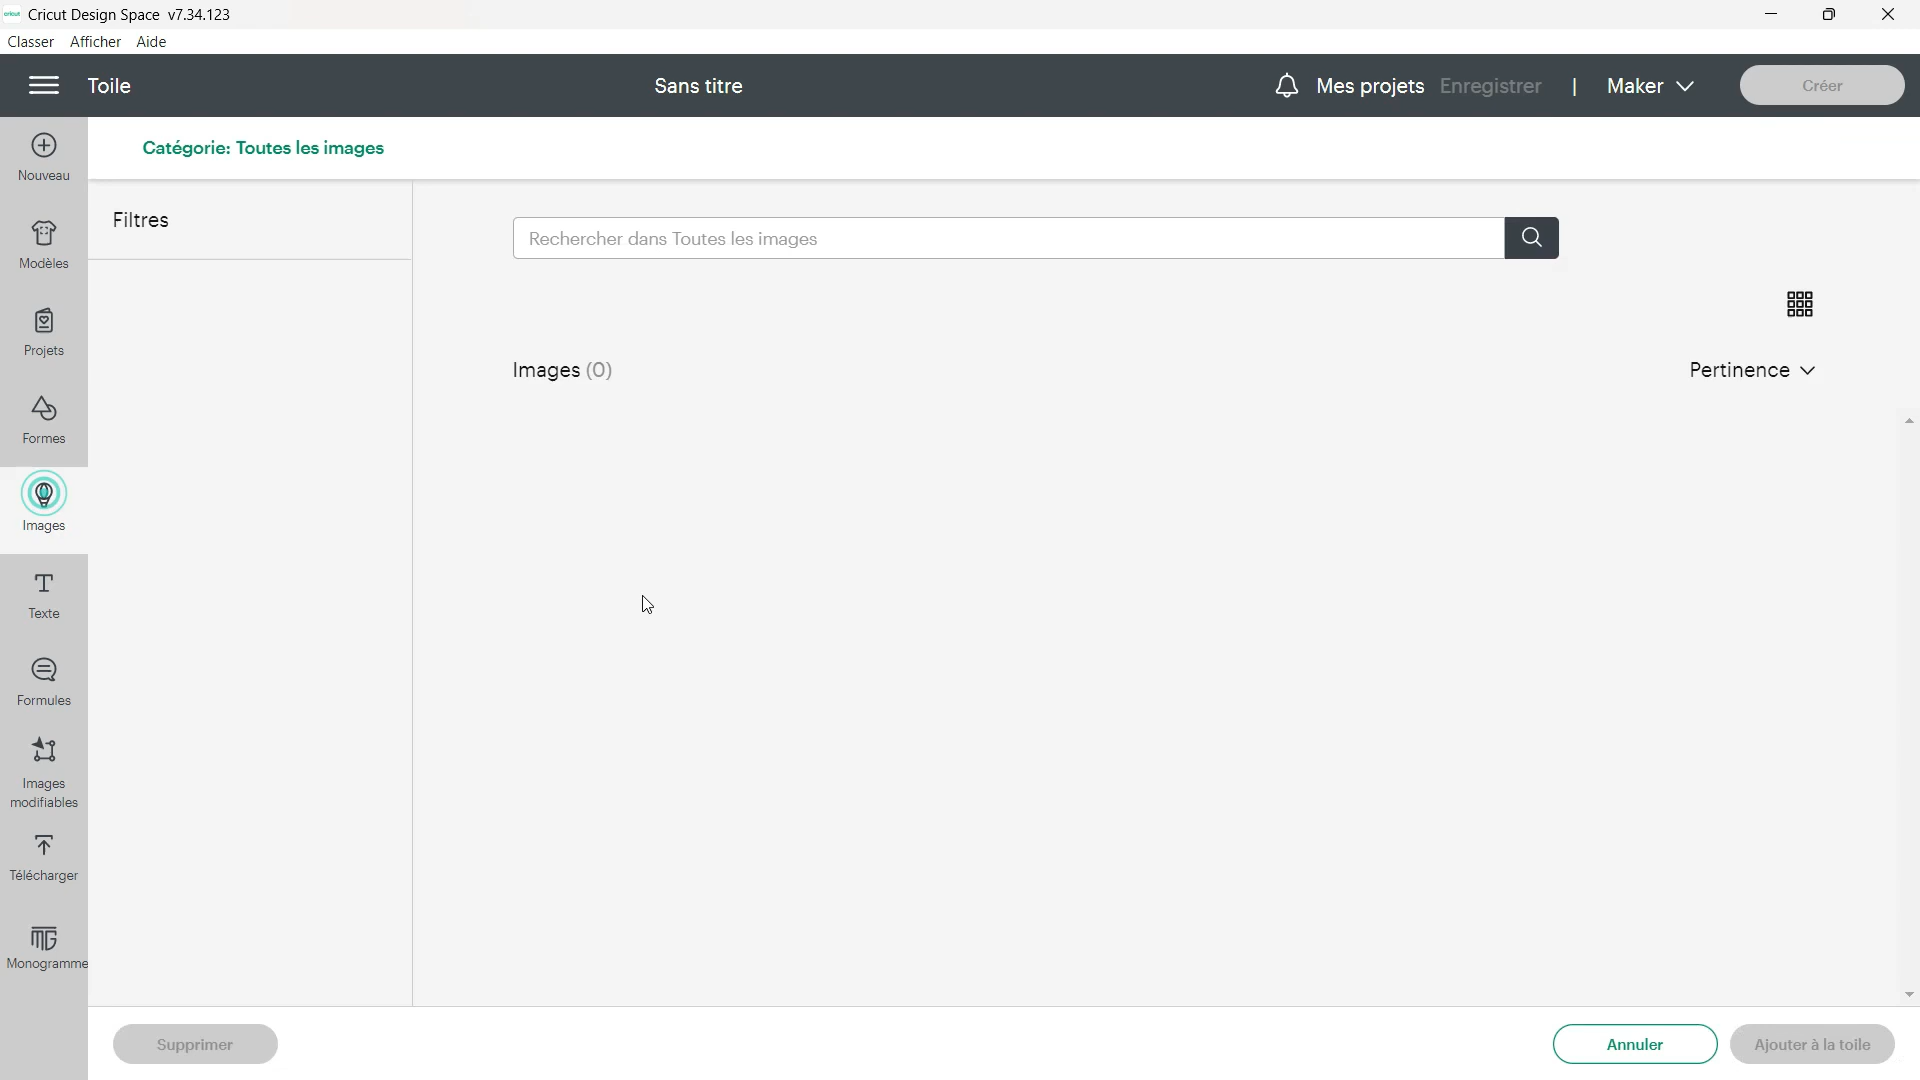 Cricut Design Space v7.34.123
Classer Afficher Aide
Toile
Sans titre
Mes projets Enregistrer | Maker
Créer
Nouveau
Modèles
Projets
Formes
Images
Texte
Formules
Images
modifiables
Télécharger
Monogramme
Catégorie: Toutes les images
Filtres
Rechercher dans Toutes les images
Images (0)
Pertinence
Supprimer
Annuler
Ajouter à la toile